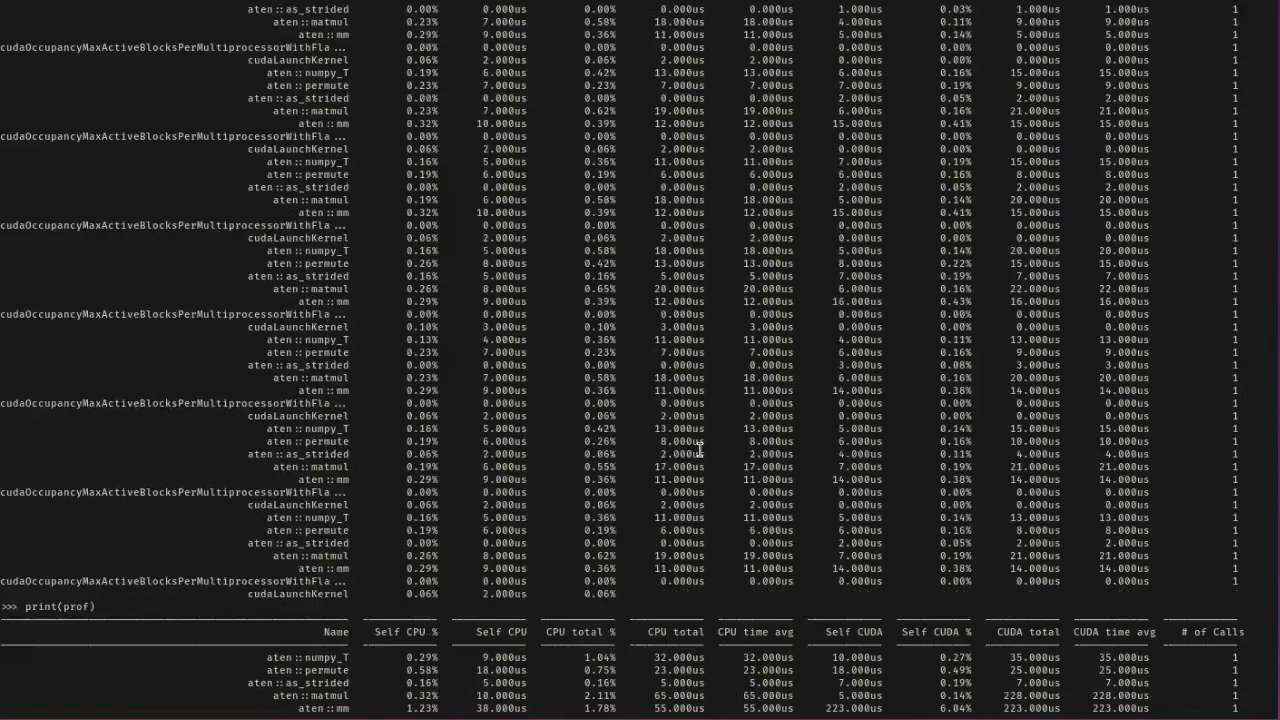 aten::as_strided 0.00% 0.000us 0.00% 0.000us 0.000us 1.000us 0.03% 1.000us 1.000us 1
aten::matmul 0.23% 7.000us 0.58% 18.000us 18.000us 4.000us 0.11% 9.000us 9.000us 1
aten::mm 0.29% 9.000us 0.36% 11.000us 11.000us 5.000us 0.14% 5.000us 5.000us 1
cudaOccupancyMaxActiveBlocksPerMultiprocessorWithFla... 0.00% 0.000us 0.00% 0.000us 0.000us 0.000us 0.00% 0.000us 0.000us 1
cudaLaunchKernel 0.06% 2.000us 0.06% 2.000us 2.000us 0.000us 0.00% 0.000us 0.000us 1
aten::numpy_T 0.19% 6.000us 0.42% 13.000us 13.000us 6.000us 0.16% 15.000us 15.000us 1
aten::permute 0.23% 7.000us 0.23% 7.000us 7.000us 7.000us 0.19% 9.000us 9.000us 1
aten::as_strided 0.00% 0.000us 0.00% 0.000us 0.000us 2.000us 0.05% 2.000us 2.000us 1
aten::matmul 0.23% 7.000us 0.62% 19.000us 19.000us 6.000us 0.16% 21.000us 21.000us 1
aten::mm 0.32% 10.000us 0.39% 12.000us 12.000us 15.000us 0.41% 15.000us 15.000us 1
cudaOccupancyMaxActiveBlocksPerMultiprocessorWithFla... 0.00% 0.000us 0.00% 0.000us 0.000us 0.000us 0.00% 0.000us 0.000us 1
cudaLaunchKernel 0.06% 2.000us 0.06% 2.000us 2.000us 0.000us 0.00% 0.000us 0.000us 1
aten::numpy_T 0.16% 5.000us 0.36% 11.000us 11.000us 7.000us 0.19% 15.000us 15.000us 1
aten::permute 0.19% 6.000us 0.19% 6.000us 6.000us 6.000us 0.16% 8.000us 8.000us 1
aten::as_strided 0.00% 0.000us 0.00% 0.000us 0.000us 2.000us 0.05% 2.000us 2.000us 1
aten::matmul 0.19% 6.000us 0.58% 18.000us 18.000us 5.000us 0.14% 20.000us 20.000us 1
aten::mm 0.32% 10.000us 0.39% 12.000us 12.000us 15.000us 0.41% 15.000us 15.000us 1
cudaOccupancyMaxActiveBlocksPerMultiprocessorWithFla... 0.00% 0.000us 0.00% 0.000us 0.000us 0.000us 0.00% 0.000us 0.000us 1
cudaLaunchKernel 0.06% 2.000us 0.06% 2.000us 2.000us 0.000us 0.00% 0.000us 0.000us 1
aten::numpy_T 0.16% 5.000us 0.58% 18.000us 18.000us 5.000us 0.14% 20.000us 20.000us 1
aten::permute 0.26% 8.000us 0.42% 13.000us 13.000us 8.000us 0.22% 15.000us 15.000us 1
aten::as_strided 0.16% 5.000us 0.16% 5.000us 5.000us 7.000us 0.19% 7.000us 7.000us 1
aten::matmul 0.26% 8.000us 0.65% 20.000us 20.000us 6.000us 0.16% 22.000us 22.000us 1
aten::mm 0.29% 9.000us 0.39% 12.000us 12.000us 16.000us 0.43% 16.000us 16.000us 1
cudaOccupancyMaxActiveBlocksPerMultiprocessorWithFla... 0.00% 0.000us 0.00% 0.000us 0.000us 0.000us 0.00% 0.000us 0.000us 1
cudaLaunchKernel 0.10% 3.000us 0.10% 3.000us 3.000us 0.000us 0.00% 0.000us 0.000us 1
aten::numpy_T 0.13% 4.000us 0.36% 11.000us 11.000us 4.000us 0.11% 13.000us 13.000us 1
aten::permute 0.23% 7.000us 0.23% 7.000us 7.000us 6.000us 0.16% 9.000us 9.000us 1
aten::as_strided 0.00% 0.000us 0.00% 0.000us 0.000us 3.000us 0.08% 3.000us 3.000us 1
aten::matmul 0.23% 7.000us 0.58% 18.000us 18.000us 6.000us 0.16% 20.000us 20.000us 1
aten::mm 0.29% 9.000us 0.36% 11.000us 11.000us 14.000us 0.38% 14.000us 14.000us 1
cudaOccupancyMaxActiveBlocksPerMultiprocessorWithFla... 0.00% 0.000us 0.00% 0.000us 0.000us 0.000us 0.00% 0.000us 0.000us 1
cudaLaunchKernel 0.06% 2.000us 0.06% 2.000us 2.000us 0.000us 0.00% 0.000us 0.000us 1
aten::numpy_T 0.16% 5.000us 0.42% 13.000us 13.000us 5.000us 0.14% 15.000us 15.000us 1
aten::permute 0.19% 6.000us 0.26% 8.000us 8.000us 6.000us 0.16% 10.000us 10.000us 1
aten::as_strided 0.06% 2.000us 0.06% 2.000us 2.000us 4.000us 0.11% 4.000us 4.000us 1
aten::matmul 0.19% 6.000us 0.55% 17.000us 17.000us 7.000us 0.19% 21.000us 21.000us 1
aten::mm 0.29% 9.000us 0.36% 11.000us 11.000us 14.000us 0.38% 14.000us 14.000us 1
cudaOccupancyMaxActiveBlocksPerMultiprocessorWithFla... 0.00% 0.000us 0.00% 0.000us 0.000us 0.000us 0.00% 0.000us 0.000us 1
cudaLaunchKernel 0.06% 2.000us 0.06% 2.000us 2.000us 0.000us 0.00% 0.000us 0.000us 1
aten::numpy_T 0.16% 5.000us 0.36% 11.000us 11.000us 5.000us 0.14% 13.000us 13.000us 1
aten::permute 0.19% 6.000us 0.19% 6.000us 6.000us 6.000us 0.16% 8.000us 8.000us 1
aten::as_strided 0.00% 0.000us 0.00% 0.000us 0.000us 2.000us 0.05% 2.000us 2.000us 1
aten::matmul 0.26% 8.000us 0.62% 19.000us 19.000us 7.000us 0.19% 21.000us 21.000us 1
aten::mm 0.29% 9.000us 0.36% 11.000us 11.000us 14.000us 0.38% 14.000us 14.000us 1
cudaOccupancyMaxActiveBlocksPerMultiprocessorWithFla... 0.00% 0.000us 0.00% 0.000us 0.000us 0.000us 0.00% 0.000us 0.000us 1
cudaLaunchKernel 0.06% 2.000us 0.06%
>>> print(prof)
Name Self CPU % Self CPU CPU total % CPU total CPU time avg Self CUDA Self CUDA % CUDA total CUDA time avg # of Calls
aten::numpy_T 0.29% 9.000us 1.04% 32.000us 32.000us 10.000us 0.27% 35.000us 35.000us 1
aten::permute 0.58% 18.000us 0.75% 23.000us 23.000us 18.000us 0.49% 25.000us 25.000us 1
aten::as_strided 0.16% 5.000us 0.16% 5.000us 5.000us 7.000us 0.19% 7.000us 7.000us 1
aten::matmul 0.32% 10.000us 2.11% 65.000us 65.000us 5.000us 0.14% 228.000us 228.000us 1
aten::mm 1.23% 38.000us 1.78% 55.000us 55.000us 223.000us 6.04% 223.000us 223.000us 1